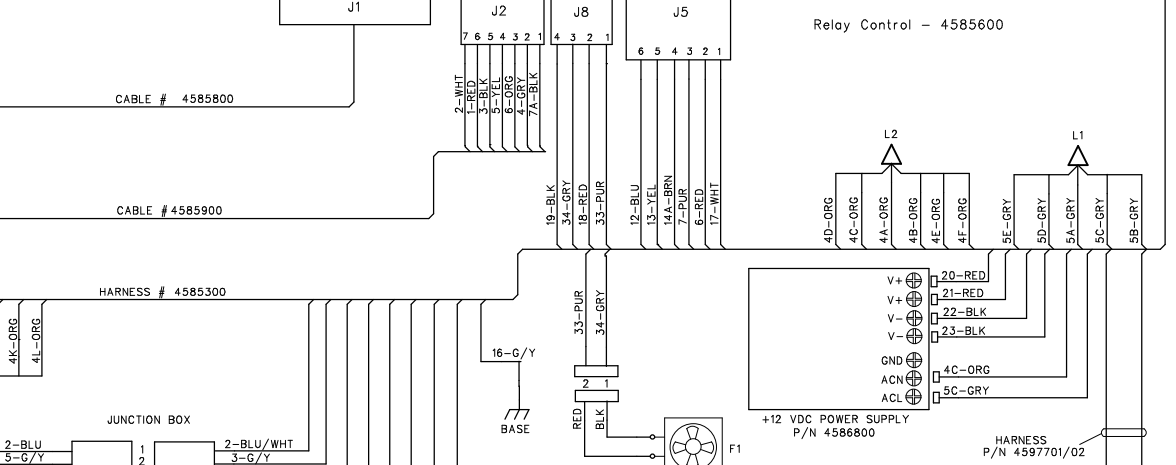 J1
J2
J8
J5
Relay Control - 4585600
7 6 5 4 3 2 1
4 3 2 1
6 5 4 3 2 1
2-WHT
1-RED
3-BLK
5-YEL
6-ORG
4-GRY
7A-BLK
CABLE # 4585800
L2
L1
19-BLK
34-GRY
18-RED
33-PUR
12-BLU
13-YEL
14A-BRN
7-PUR
6-RED
17-WHT
4D-ORG
4C-ORG
4A-ORG
4B-ORG
4E-ORG
4F-ORG
5E-GRY
5D-GRY
5A-GRY
5C-GRY
5B-GRY
CABLE # 4585900
HARNESS # 4585300
V+ 20-RED
V+ 21-RED
V- 22-BLK
V- 23-BLK
GND
ACN 4C-ORG
ACL 5C-GRY
+12 VDC POWER SUPPLY
P/N 4586800
4K-ORG
4L-ORG
33-PUR
34-GRY
16-G/Y
BASE
2 1
RED
BLK
F1
JUNCTION BOX
2-BLU
1
2-BLU/WHT
5-G/Y
2
3-G/Y
HARNESS
P/N 4597701/02